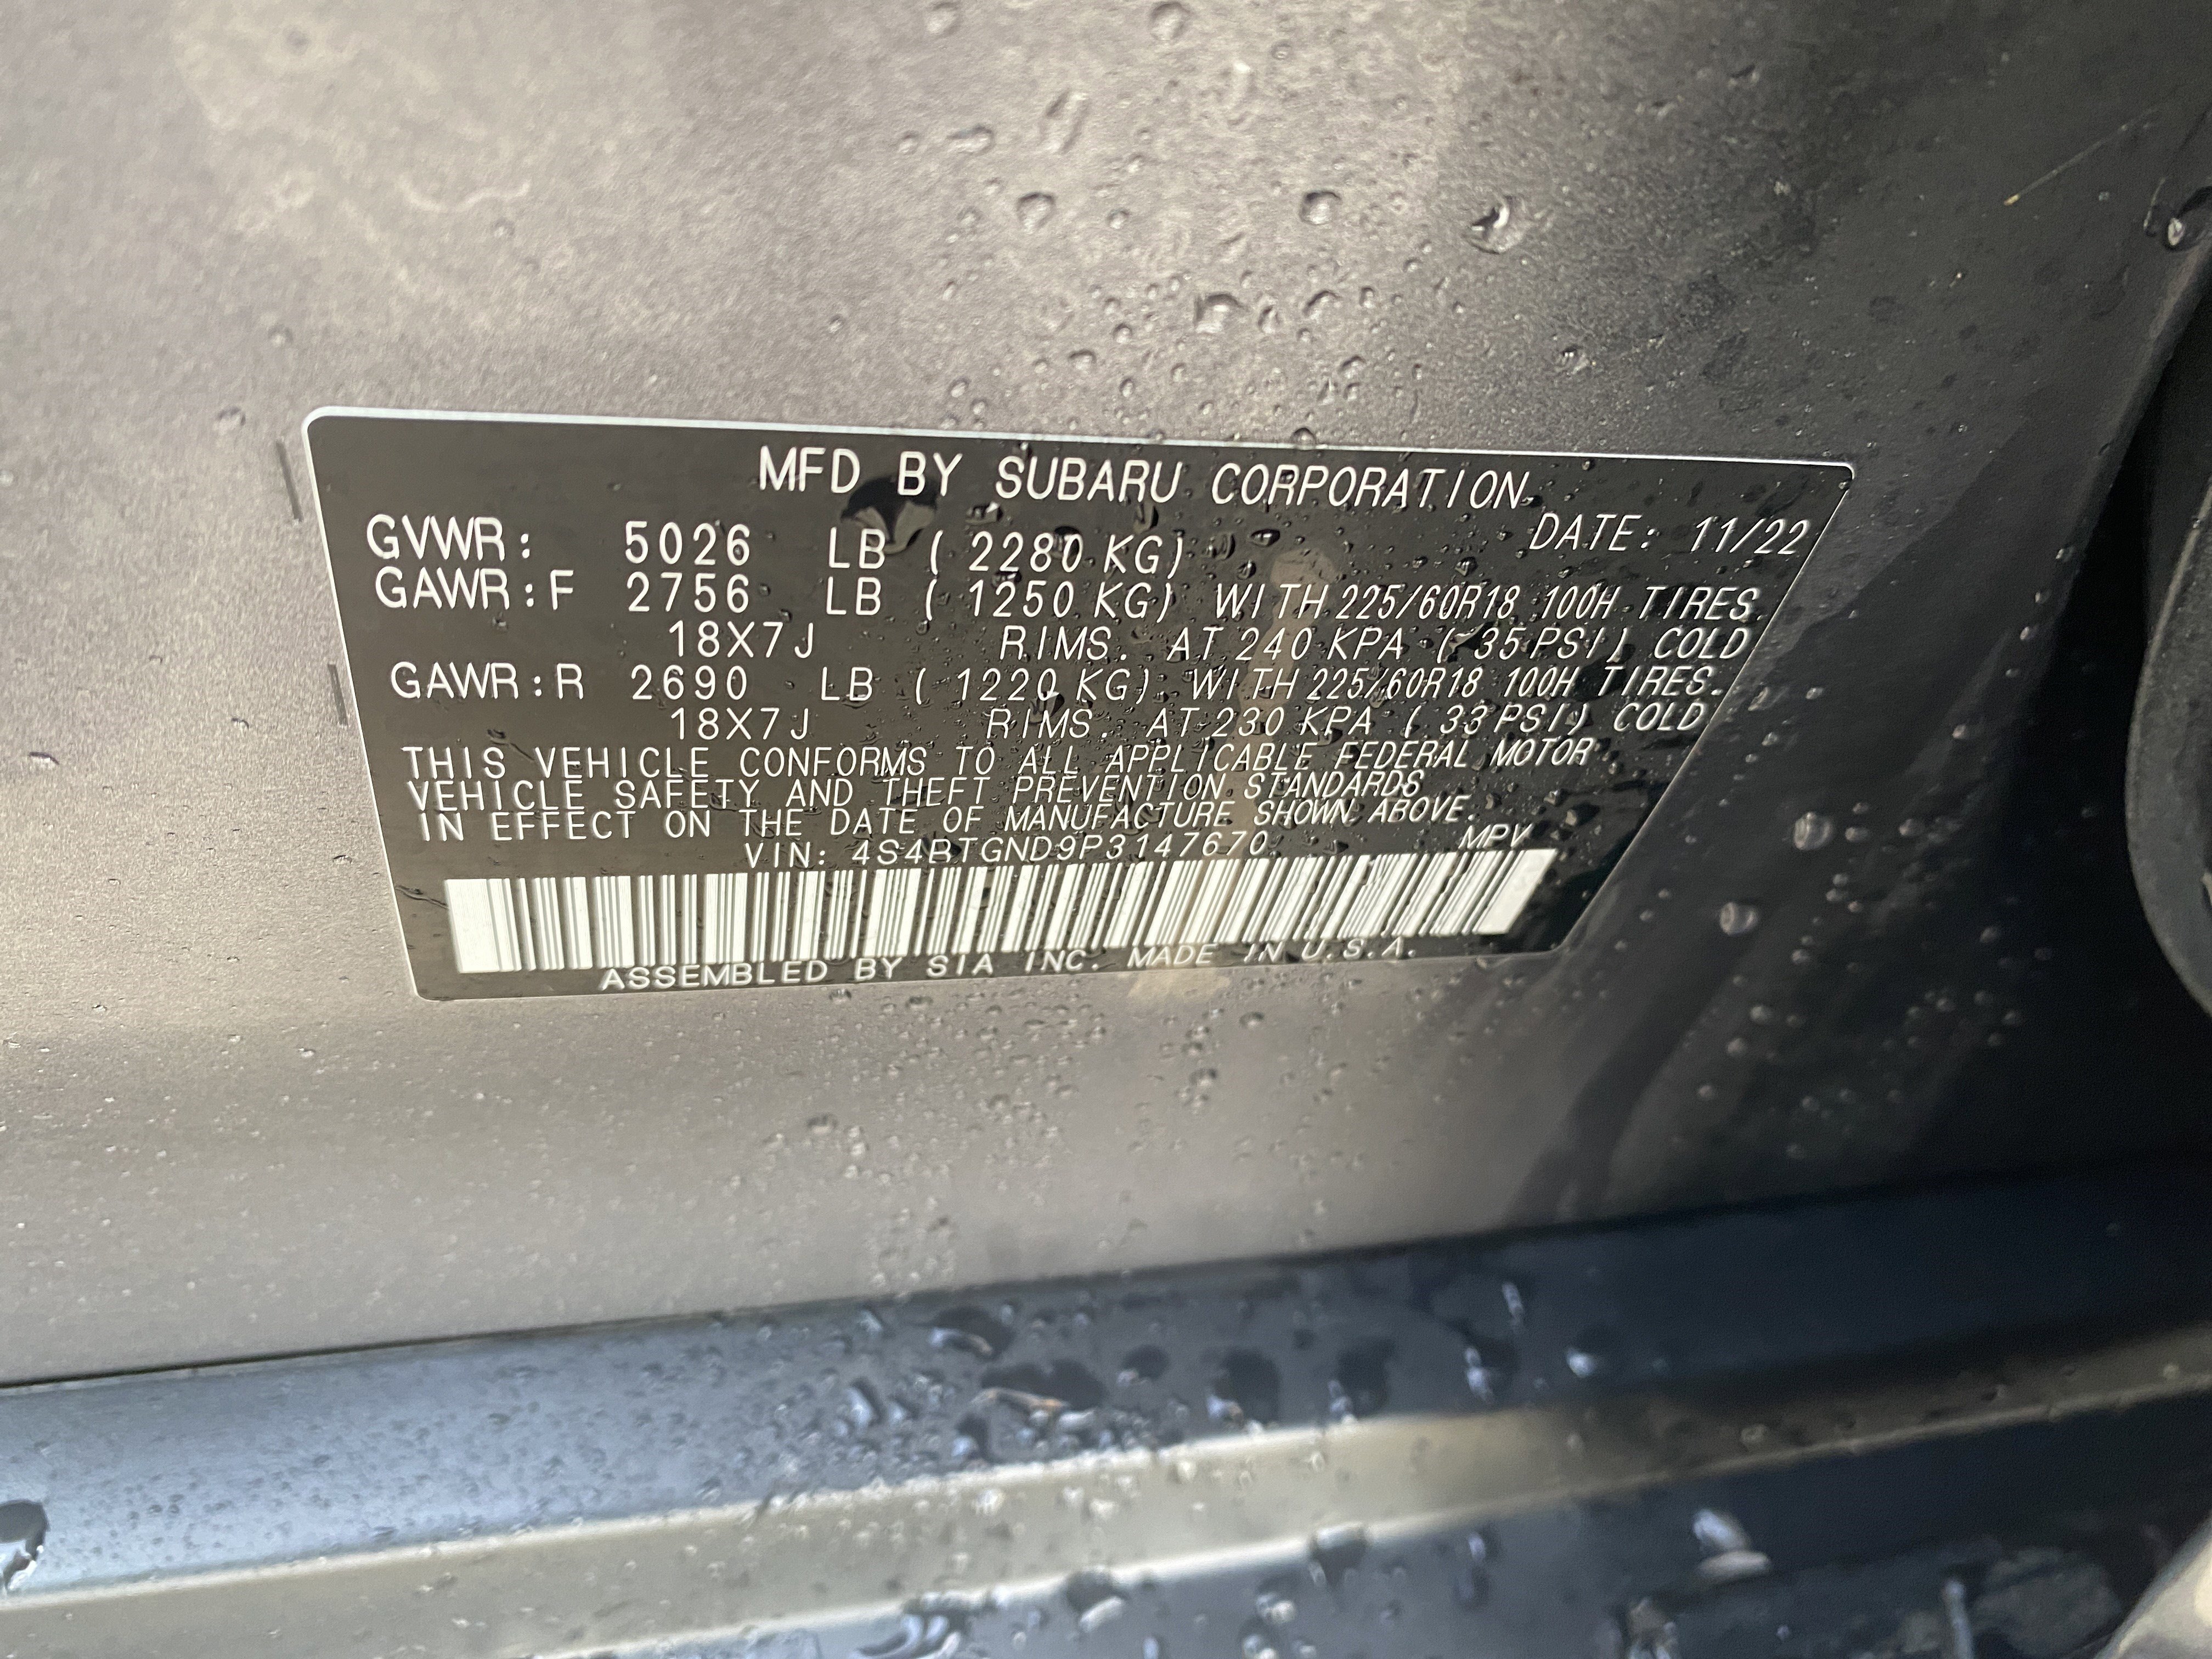 MFD BY SUBARU CORPORATION
DATE: 11/22
GVWR: 5026 LB ( 2280 KG)
GAWR:F 2756 LB ( 1250 KG) WITH 225/60R18 100H TIRES.
18X7J RIMS. AT 240 KPA ( 35 PSI) COLD
GAWR:R 2690 LB ( 1220 KG) WITH 225/60R18 100H TIRES.
18X7J RIMS. AT 230 KPA ( 33 PSI) COLD
THIS VEHICLE CONFORMS TO ALL APPLICABLE FEDERAL MOTOR
VEHICLE SAFETY AND THEFT PREVENTION STANDARDS
IN EFFECT ON THE DATE OF MANUFACTURE SHOWN ABOVE.
VIN: 4S4BTGND9P3147670 MPV
ASSEMBLED BY SIA INC. MADE IN U.S.A.